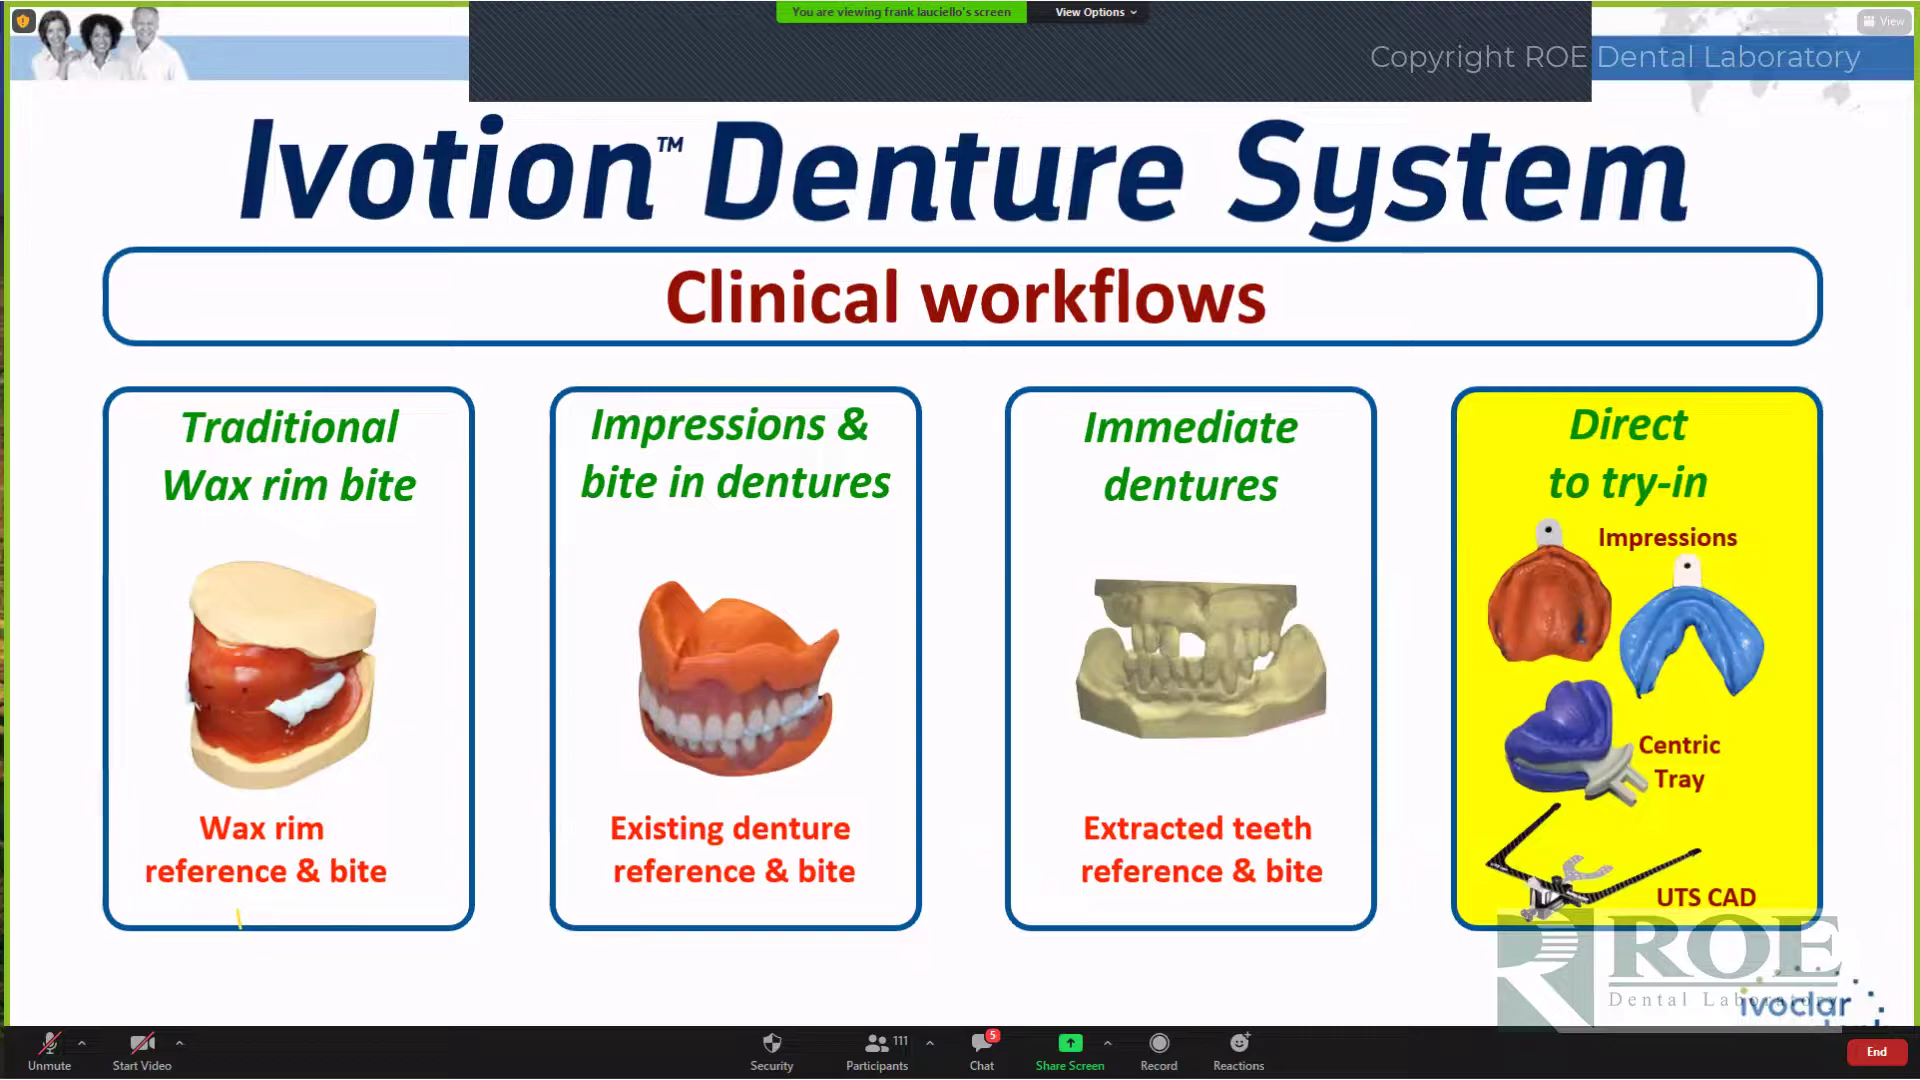 You are viewing frank lauciello's screen
View Options
View
Copyright ROE Dental Laboratory
Ivotion™ Denture System
Clinical workflows
Traditional
Wax rim bite
Wax rim
reference & bite
Impressions &
bite in dentures
Existing denture
reference & bite
Immediate
dentures
Extracted teeth
reference & bite
Direct
to try-in
Impressions
Centric
Tray
UTS CAD
ROE
Dental Laboratory
ivoclar
Unmute
Start Video
Security
111
Participants
5
Chat
Share Screen
Record
Reactions
End